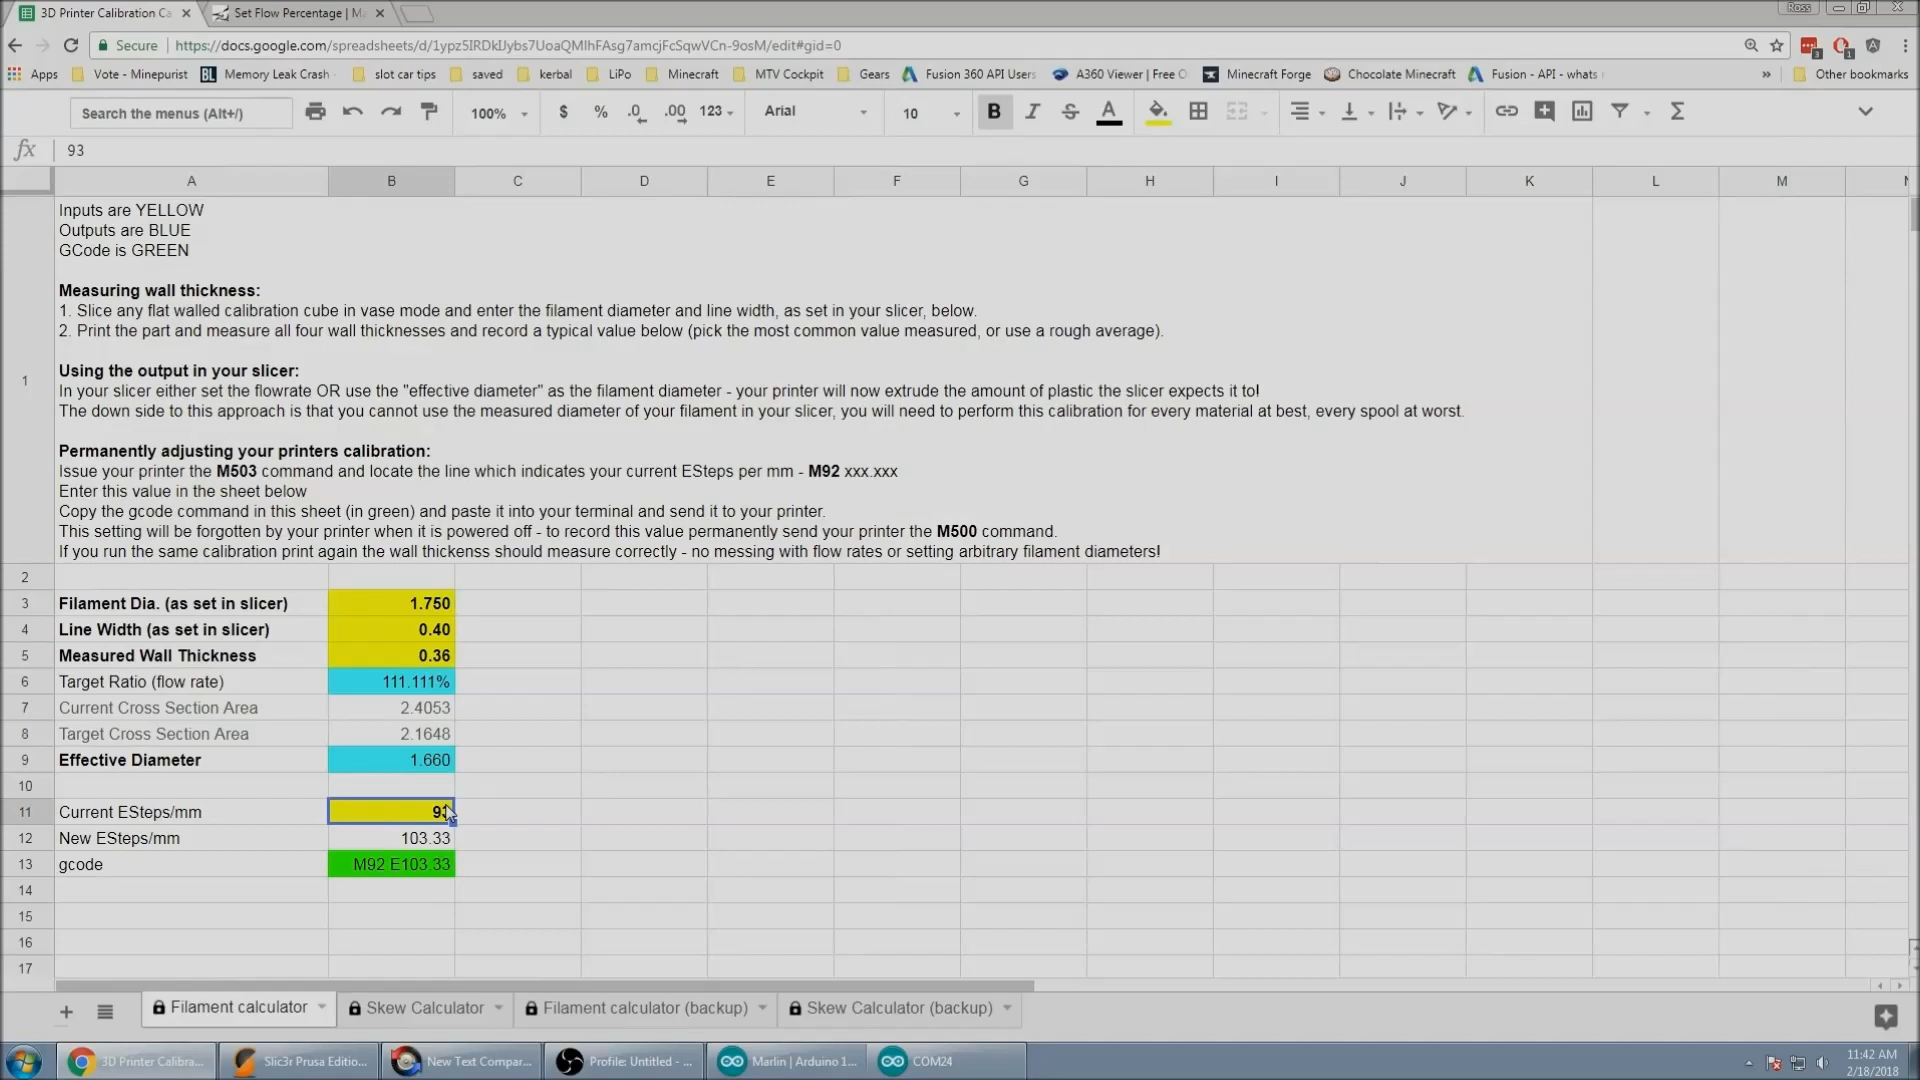 3D Printer Calibration Ca
Set Flow Percentage | Ma
Ross
Secure | https://docs.google.com/spreadsheets/d/1ypz5IRDkIJybs7UoaQMlhFAsg7amcjFcSqwVCn-9osM/edit#gid=0
Apps Vote - Minepurist Memory Leak Crash slot car tips saved kerbal LiPo Minecraft MTV Cockpit Gears Fusion 360 API Users A360 Viewer | Free O Minecraft Forge Chocolate Minecraft Fusion - API - whats » Other bookmarks
Search the menus (Alt+/) 100% $ % .0 .00 123 Arial 10 B I S A Σ
fx 93
A B C D E F G H I J K L M
1
Inputs are YELLOW
Outputs are BLUE
GCode is GREEN
Measuring wall thickness:
1. Slice any flat walled calibration cube in vase mode and enter the filament diameter and line width, as set in your slicer, below.
2. Print the part and measure all four wall thicknesses and record a typical value below (pick the most common value measured, or use a rough average).
Using the output in your slicer:
In your slicer either set the flowrate OR use the "effective diameter" as the filament diameter - your printer will now extrude the amount of plastic the slicer expects it to!
The down side to this approach is that you cannot use the measured diameter of your filament in your slicer, you will need to perform this calibration for every material at best, every spool at worst.
Permanently adjusting your printers calibration:
Issue your printer the M503 command and locate the line which indicates your current ESteps per mm - M92 xxx.xxx
Enter this value in the sheet below
Copy the gcode command in this sheet (in green) and paste it into your terminal and send it to your printer.
This setting will be forgotten by your printer when it is powered off - to record this value permanently send your printer the M500 command.
If you run the same calibration print again the wall thickenss should measure correctly - no messing with flow rates or setting arbitrary filament diameters!
2
3 Filament Dia. (as set in slicer) 1.750
4 Line Width (as set in slicer) 0.40
5 Measured Wall Thickness 0.36
6 Target Ratio (flow rate) 111.111%
7 Current Cross Section Area 2.4053
8 Target Cross Section Area 2.1648
9 Effective Diameter 1.660
10
11 Current ESteps/mm 93
12 New ESteps/mm 103.33
13 gcode M92 E103.33
14
15
16
17
Filament calculator Skew Calculator Filament calculator (backup) Skew Calculator (backup)
3D Printer Calibra... Slic3r Prusa Editio... New Text Compar... Profile: Untitled - ... Marlin | Arduino 1... COM24
11:42 AM
2/18/2018